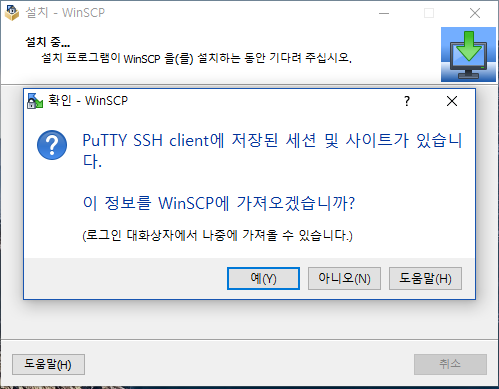 설치 - WinSCP
설치 중...
설치 프로그램이 WinSCP 을(를) 설치하는 동안 기다려 주십시오.
확인 - WinSCP
?
PuTTY SSH client에 저장된 세션 및 사이트가 있습니
다.
이 정보를 WinSCP에 가져오겠습니까?
(로그인 대화상자에서 나중에 가져올 수 있습니다.)
예(Y)
아니오(N)
도움말(H)
도움말(H)
취소